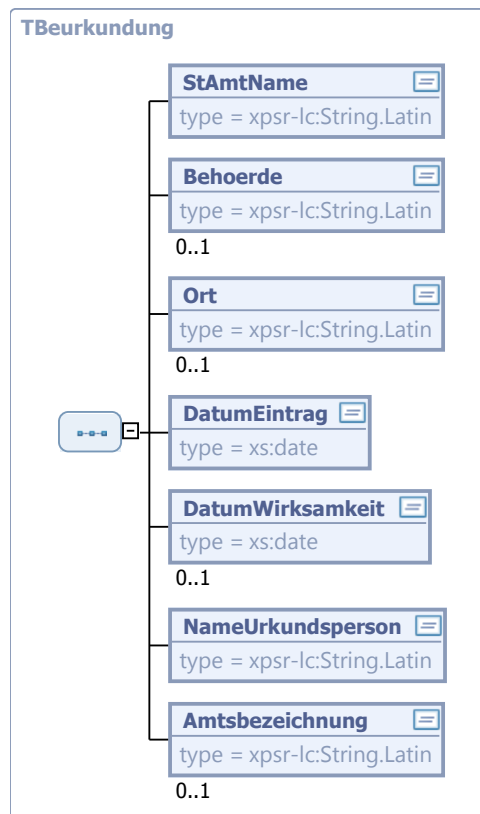 TBeurkundung
StAmtName
type = xpsr-lc:String.Latin
Behoerde
type = xpsr-lc:String.Latin
0..1
Ort
type = xpsr-lc:String.Latin
0..1
DatumEintrag
type = xs:date
DatumWirksamkeit
type = xs:date
0..1
NameUrkundsperson
type = xpsr-lc:String.Latin
Amtsbezeichnung
type = xpsr-lc:String.Latin
0..1